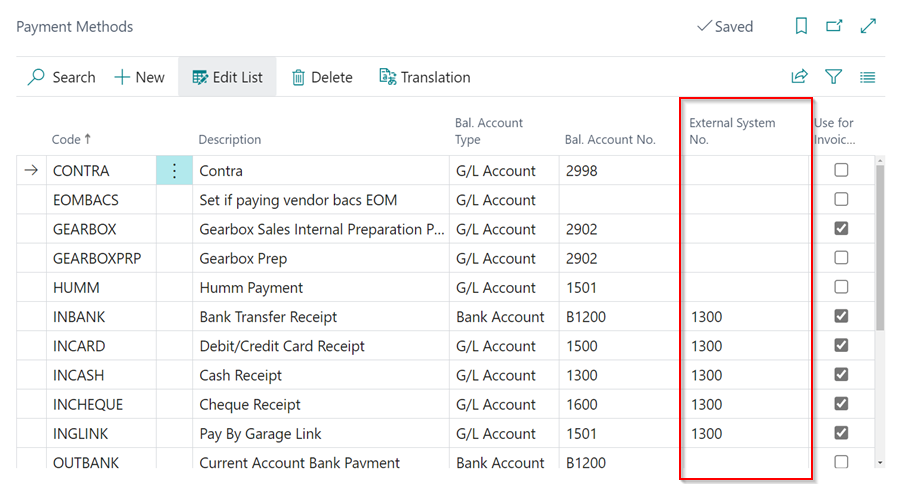 Payment Methods
Saved
Search New Edit List Delete Translation
Code Description Bal. Account Type Bal. Account No. External System No. Use for Invoic...
CONTRA Contra G/L Account 2998
EOMBACS Set if paying vendor bacs EOM G/L Account
GEARBOX Gearbox Sales Internal Preparation P... G/L Account 2902
GEARBOXPRP Gearbox Prep G/L Account 2902
HUMM Humm Payment G/L Account 1501
INBANK Bank Transfer Receipt Bank Account B1200 1300
INCARD Debit/Credit Card Receipt G/L Account 1500 1300
INCASH Cash Receipt G/L Account 1300 1300
INCHEQUE Cheque Receipt G/L Account 1600 1300
INGLINK Pay By Garage Link G/L Account 1501 1300
OUTBANK Current Account Bank Payment Bank Account B1200